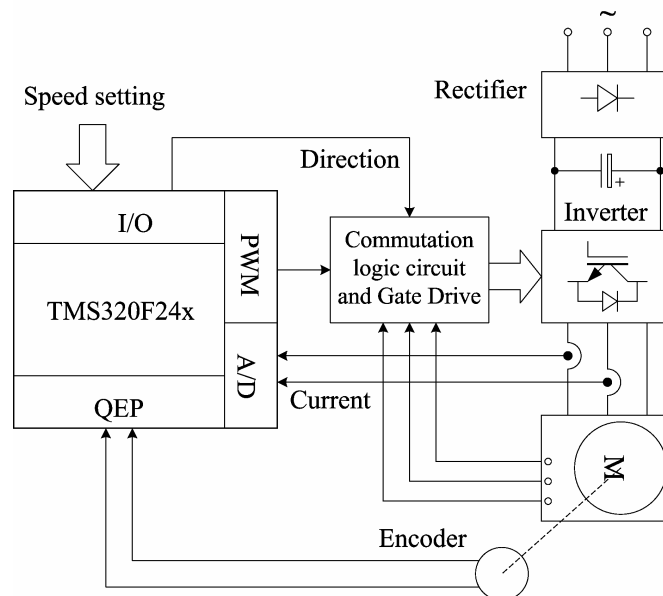 ~
Rectifier
Speed setting
Direction
+
Inverter
I/O
PWM
Commutation
logic circuit
and Gate Drive
TMS320F24x
A/D
QEP
Current
M
Encoder